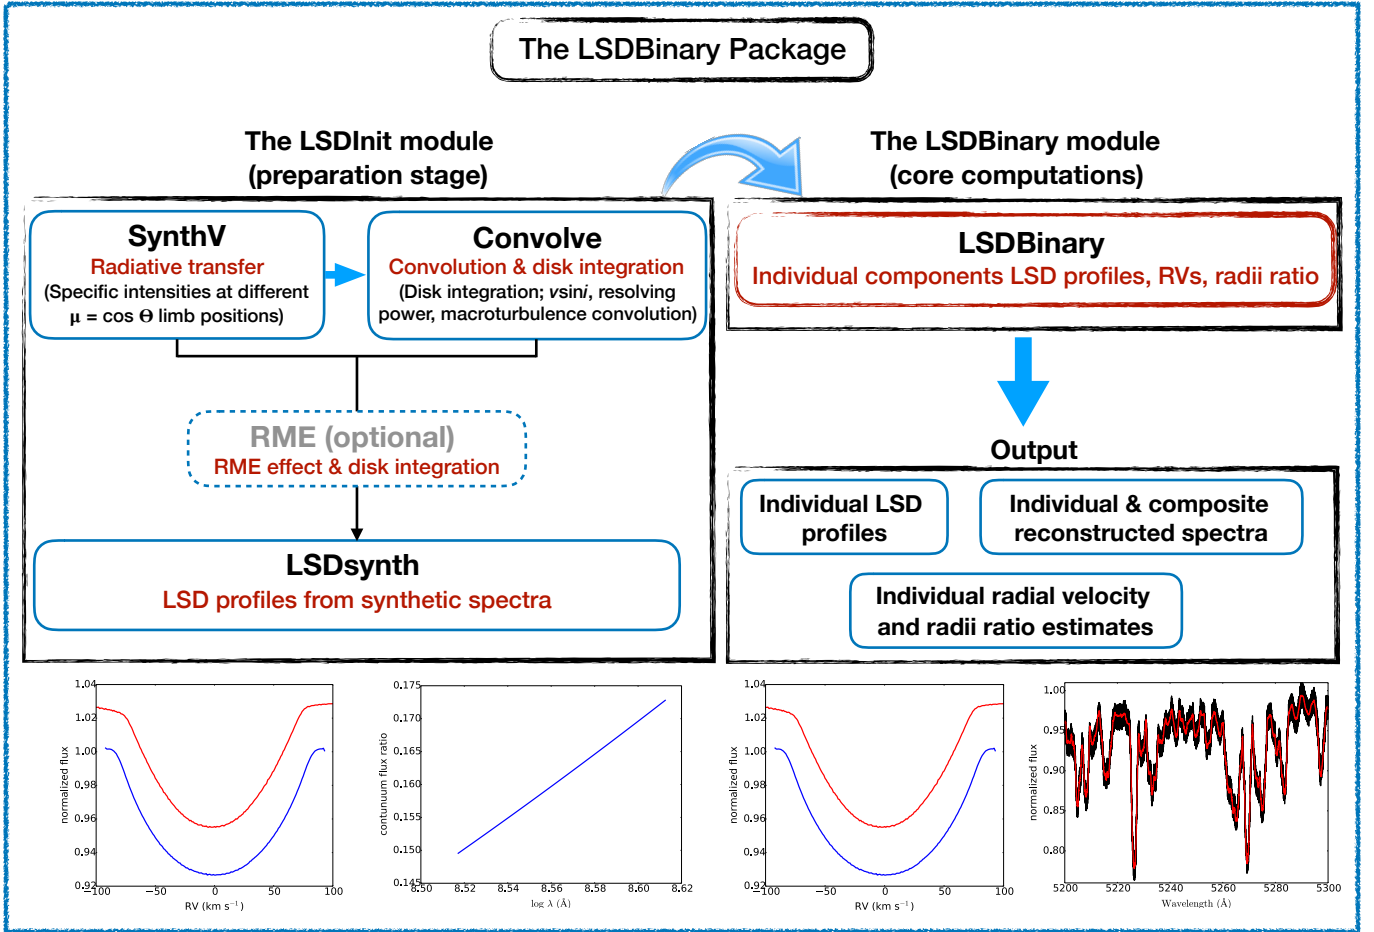 The LSDBinary Package
The LSDInit module
(preparation stage)
SynthV
Radiative transfer
(Specific intensities at different
μ = cos Θ limb positions)
Convolve
Convolution & disk integration
(Disk integration; vsini, resolving
power, macroturbulence convolution)
RME (optional)
RME effect & disk integration
LSDsynth
LSD profiles from synthetic spectra
The LSDBinary module
(core computations)
LSDBinary
Individual components LSD profiles, RVs, radii ratio
Output
Individual LSD
profiles
Individual & composite
reconstructed spectra
Individual radial velocity
and radii ratio estimates
normalized flux
1.04
1.02
1.00
0.98
0.96
0.94
0.92
−100 −50 0 50 100
RV (km s⁻¹)
contunuum flux ratio
0.175
0.170
0.165
0.160
0.155
0.150
0.145
8.50 8.52 8.54 8.56 8.58 8.60 8.62
log λ (Å)
normalized flux
1.04
1.02
1.00
0.98
0.96
0.94
0.92
−100 −50 0 50 100
RV (km s⁻¹)
normalized flux
1.00
0.95
0.90
0.85
0.80
5200 5220 5240 5260 5280 5300
Wavelength (Å)